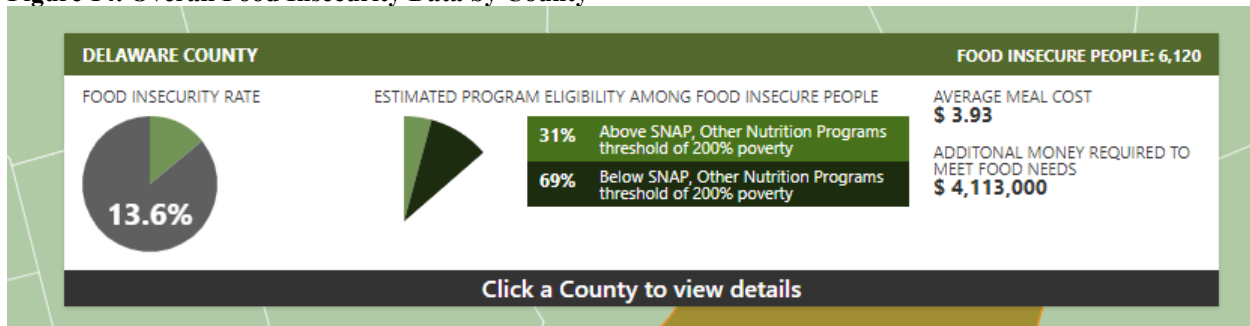 Figure 14: Overall Food Insecurity Data by County
DELAWARE COUNTY
FOOD INSECURE PEOPLE: 6,120
FOOD INSECURITY RATE
13.6%
ESTIMATED PROGRAM ELIGIBILITY AMONG FOOD INSECURE PEOPLE
31% Above SNAP, Other Nutrition Programs
threshold of 200% poverty
69% Below SNAP, Other Nutrition Programs
threshold of 200% poverty
AVERAGE MEAL COST
$ 3.93
ADDITONAL MONEY REQUIRED TO
MEET FOOD NEEDS
$ 4,113,000
Click a County to view details